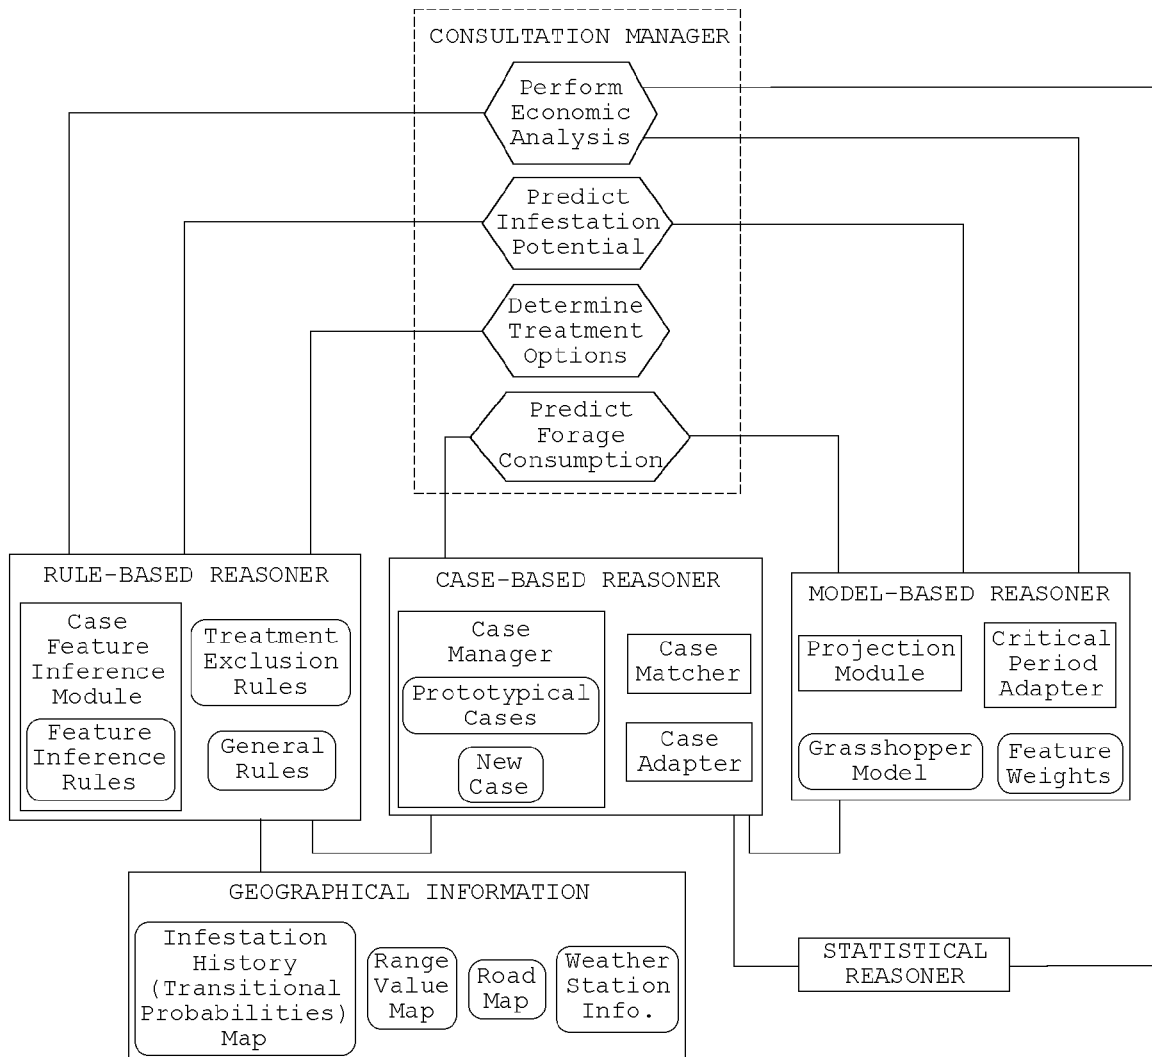 CONSULTATION MANAGER
Perform
Economic
Analysis
Predict
Infestation
Potential
Determine
Treatment
Options
Predict
Forage
Consumption
RULE-BASED REASONER
Case
Feature
Inference
Module
Feature
Inference
Rules
Treatment
Exclusion
Rules
General
Rules
CASE-BASED REASONER
Case
Manager
Prototypical
Cases
New
Case
Case
Matcher
Case
Adapter
MODEL-BASED REASONER
Projection
Module
Critical
Period
Adapter
Grasshopper
Model
Feature
Weights
GEOGRAPHICAL INFORMATION
Infestation
History
(Transitional
Probabilities)
Map
Range
Value
Map
Road
Map
Weather
Station
Info.
STATISTICAL
REASONER